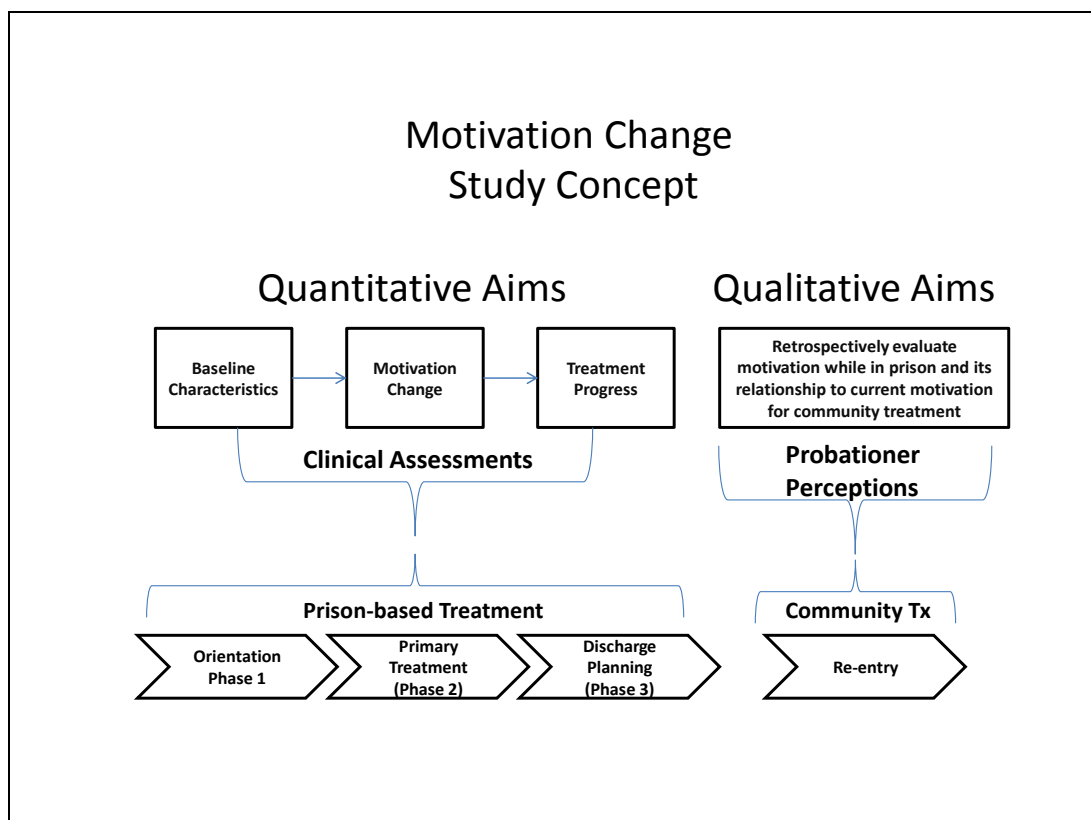 Motivation Change
Study Concept
Quantitative Aims
Baseline
Characteristics
Motivation
Change
Treatment
Progress
Clinical Assessments
Qualitative Aims
Retrospectively evaluate
motivation while in prison and its
relationship to current motivation
for community treatment
Probationer
Perceptions
Prison-based Treatment
Orientation
Phase 1
Primary
Treatment
(Phase 2)
Discharge
Planning
(Phase 3)
Community Tx
Re-entry